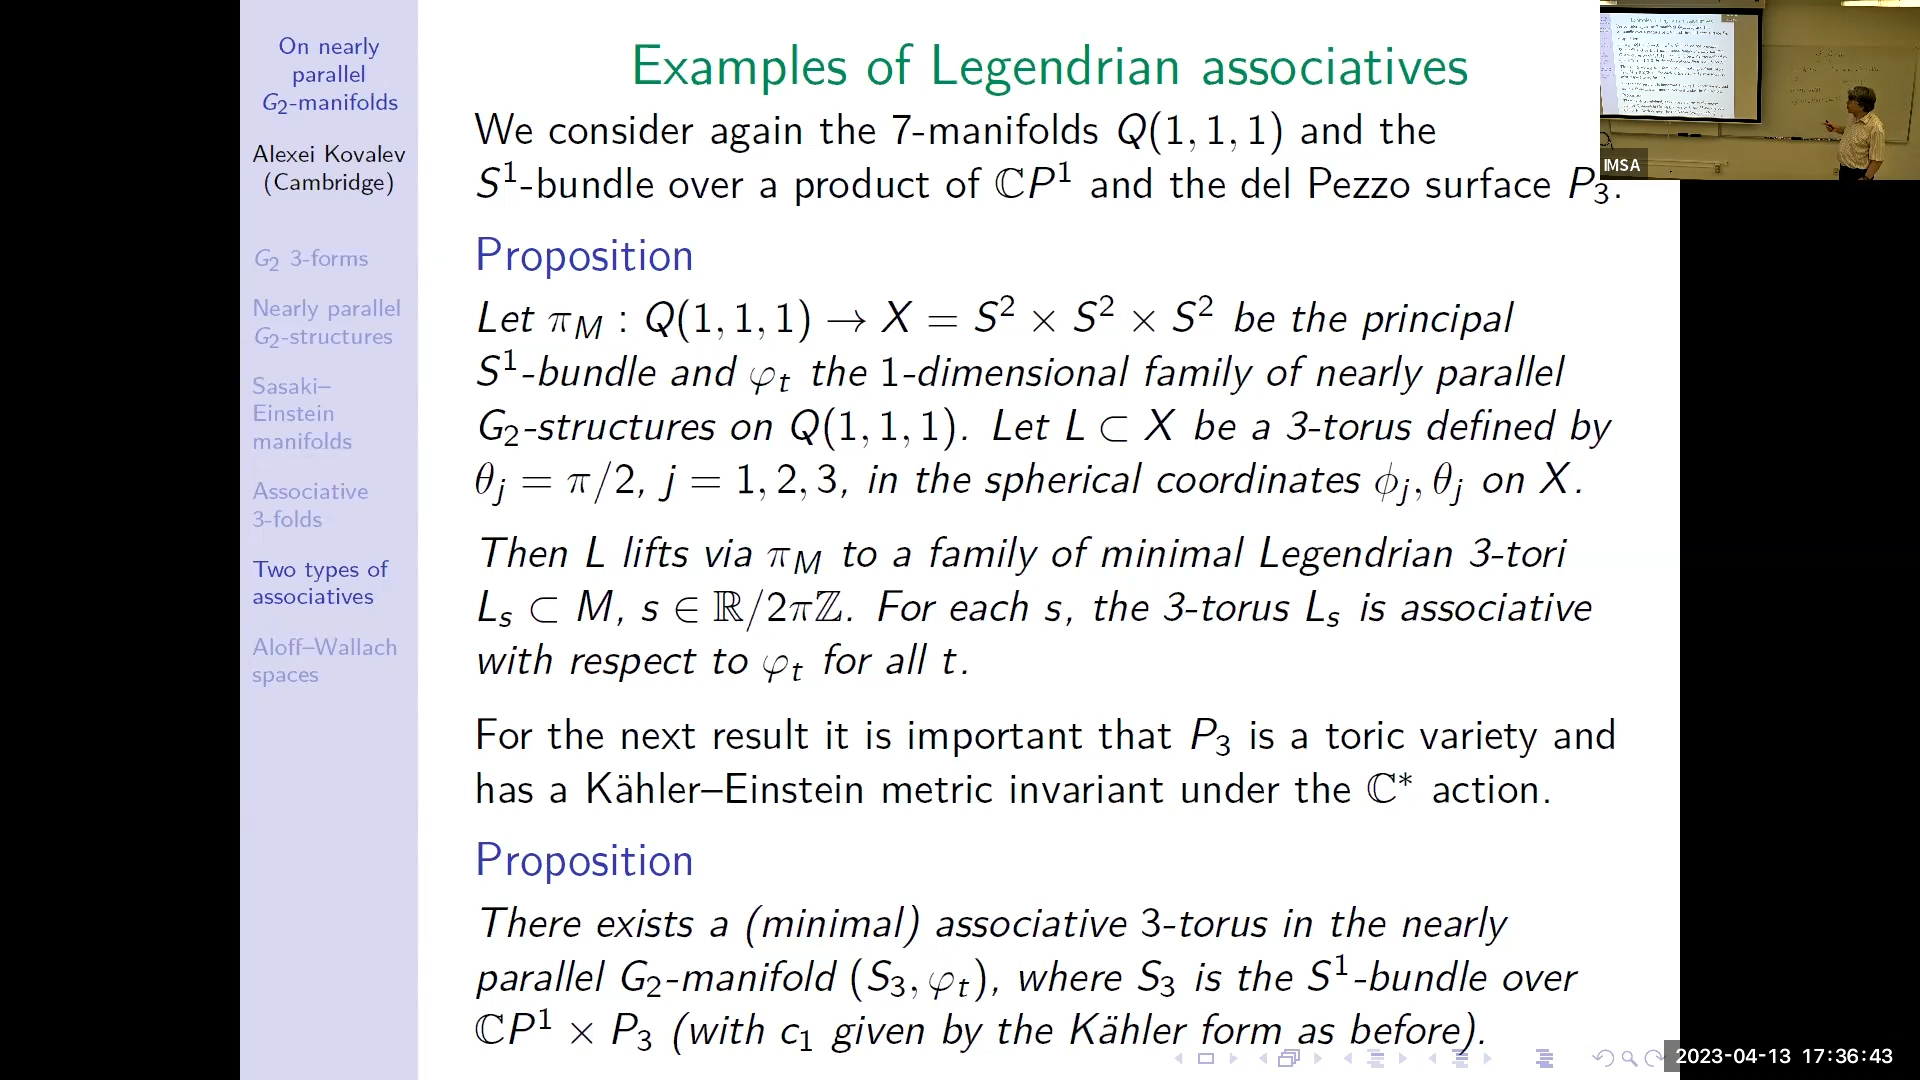 On nearly
parallel
G₂-manifolds
Alexei Kovalev
(Cambridge)
G₂ 3-forms
Nearly parallel
G₂-structures
Sasaki–
Einstein
manifolds
Associative
3-folds
Two types of
associatives
Aloff–Wallach
spaces
Examples of Legendrian associatives
We consider again the 7-manifolds Q(1, 1, 1) and the
S¹-bundle over a product of ℂP¹ and the del Pezzo surface P₃.
Proposition
Let π_M : Q(1, 1, 1) → X = S² × S² × S² be the principal
S¹-bundle and φ_t the 1-dimensional family of nearly parallel
G₂-structures on Q(1, 1, 1). Let L ⊂ X be a 3-torus defined by
θ_j = π/2, j = 1, 2, 3, in the spherical coordinates ϕ_j, θ_j on X.
Then L lifts via π_M to a family of minimal Legendrian 3-tori
L_s ⊂ M, s ∈ ℝ/2πℤ. For each s, the 3-torus L_s is associative
with respect to φ_t for all t.
For the next result it is important that P₃ is a toric variety and
has a Kähler–Einstein metric invariant under the ℂ* action.
Proposition
There exists a (minimal) associative 3-torus in the nearly
parallel G₂-manifold (S₃, φ_t), where S₃ is the S¹-bundle over
ℂP¹ × P₃ (with c₁ given by the Kähler form as before).
IMSA
2023-04-13 17:36:43